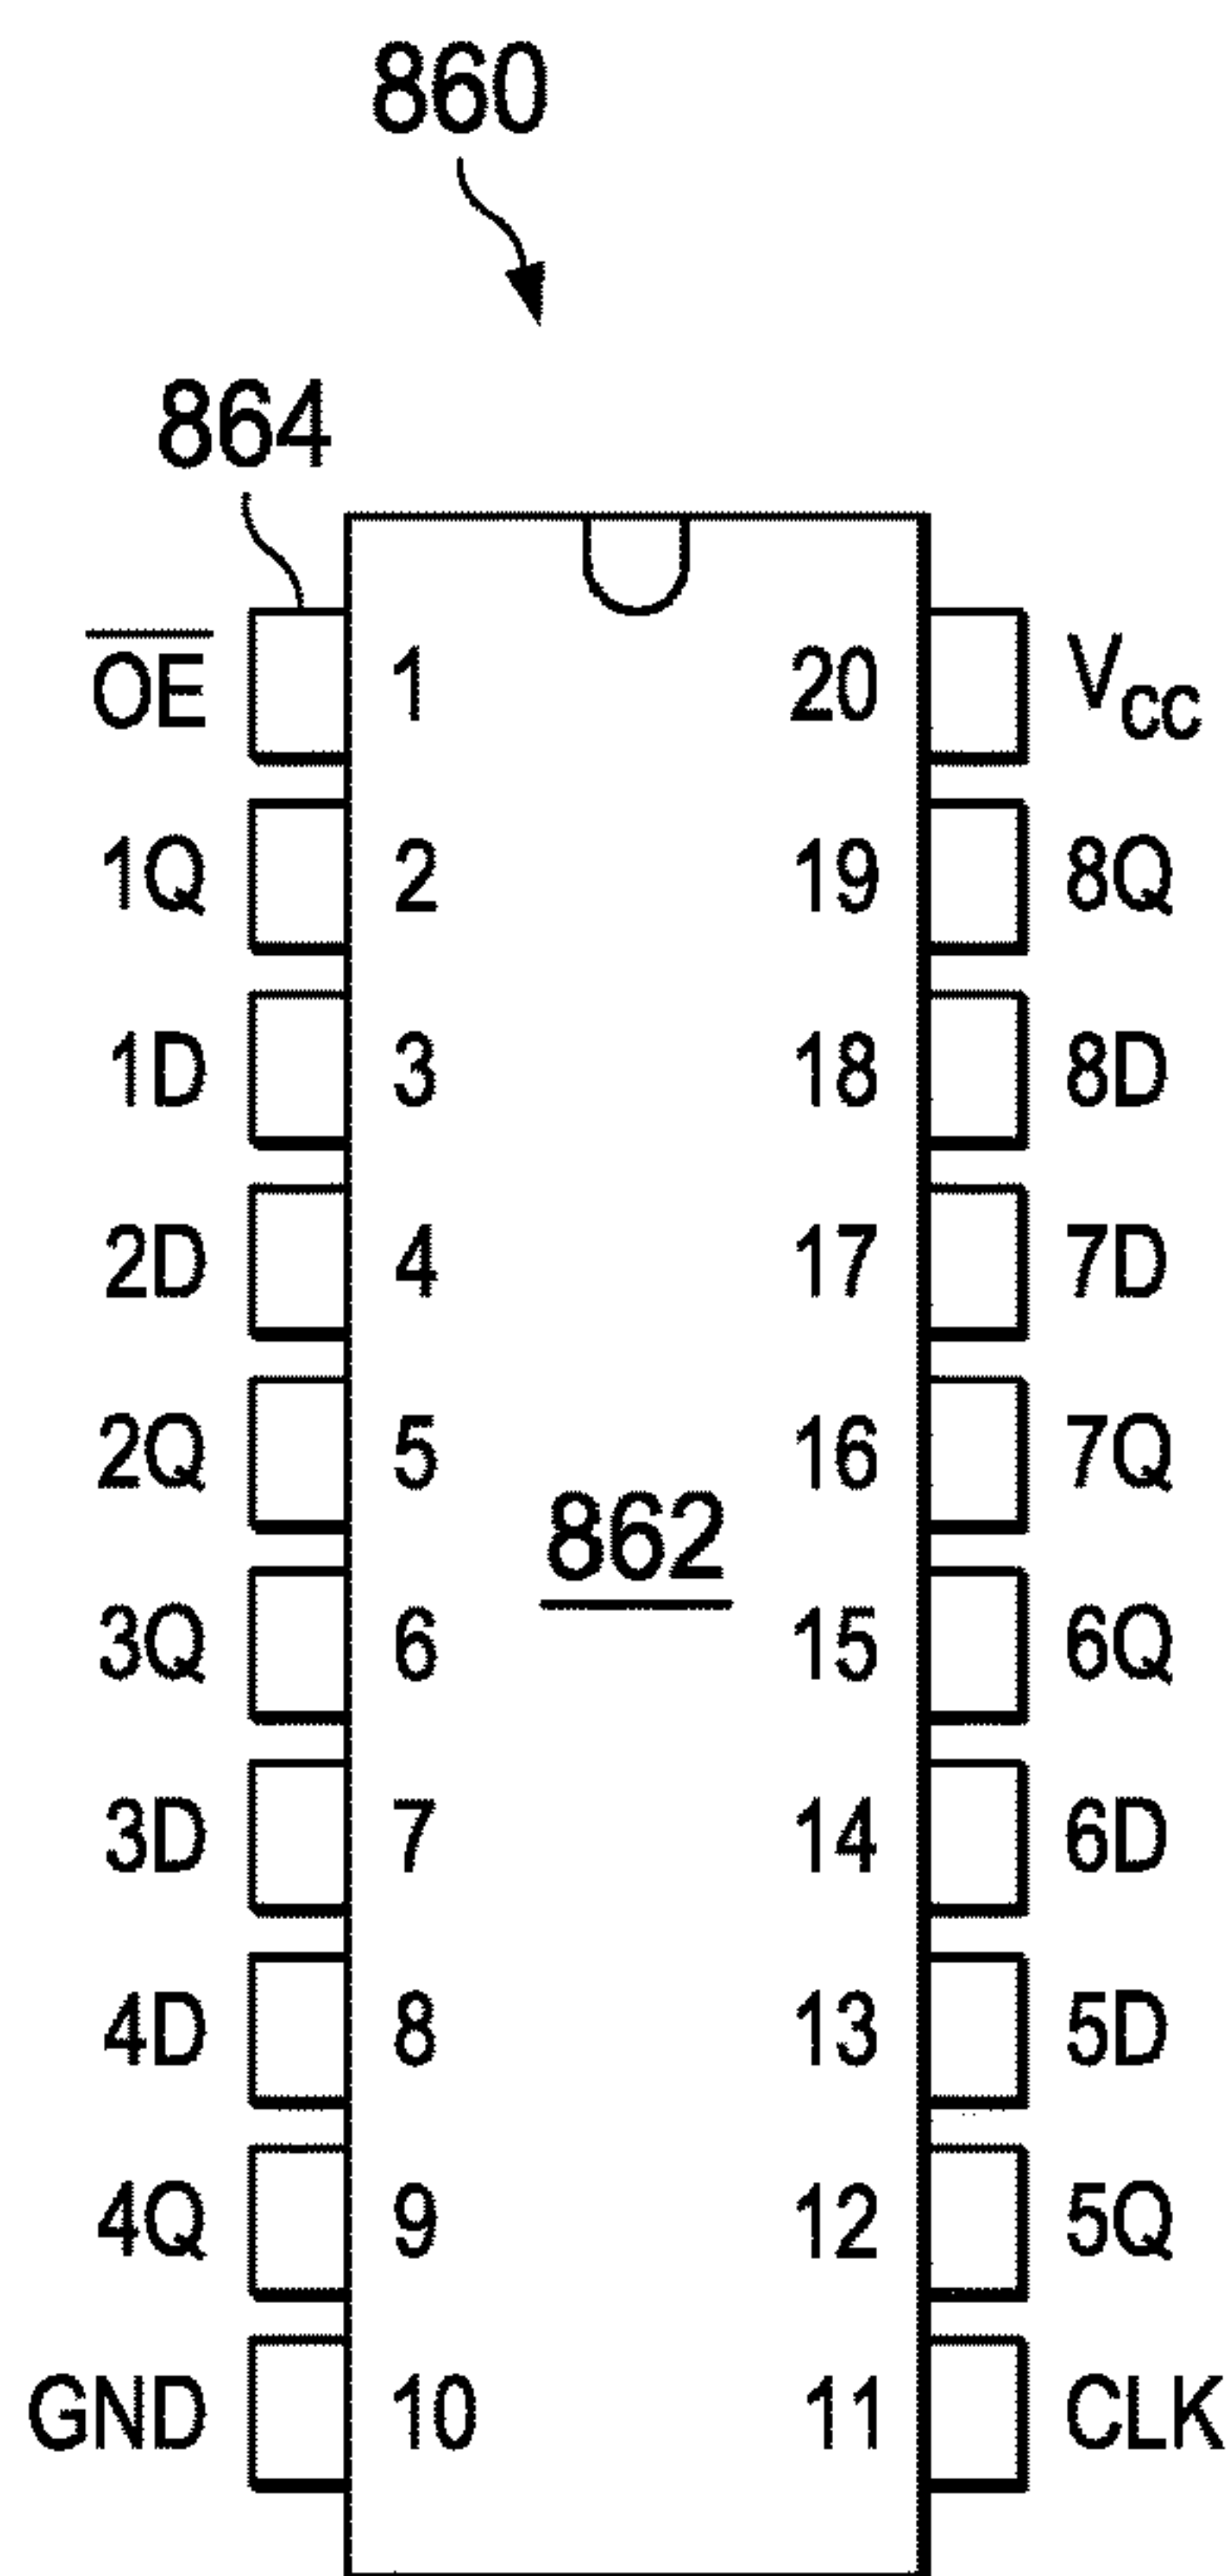 860
864
O̅E̅ 1 20 VCC
1Q 2 19 8Q
1D 3 18 8D
2D 4 17 7D
2Q 5 16 7Q
862
3Q 6 15 6Q
3D 7 14 6D
4D 8 13 5D
4Q 9 12 5Q
GND 10 11 CLK